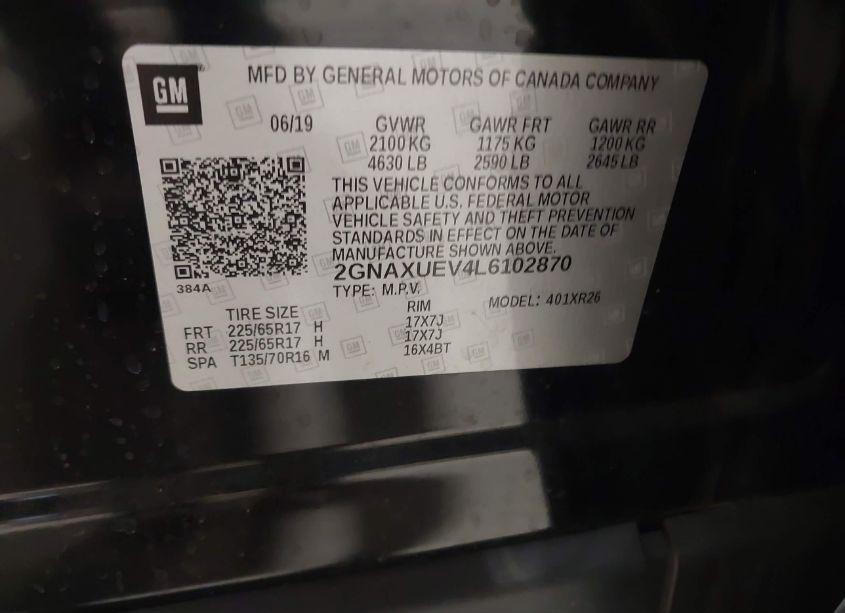 GM
MFD BY GENERAL MOTORS OF CANADA COMPANY
06/19 GVWR GAWR FRT GAWR RR
2100 KG 1175 KG 1200 KG
4630 LB 2590 LB 2645 LB
THIS VEHICLE CONFORMS TO ALL
APPLICABLE U.S. FEDERAL MOTOR
VEHICLE SAFETY AND THEFT PREVENTION
STANDARDS IN EFFECT ON THE DATE OF
MANUFACTURE SHOWN ABOVE.
2GNAXUEV4L6102870
384A
TYPE: M.P.V. MODEL: 401XR26
TIRE SIZE RIM
FRT 225/65R17 H 17X7J
RR 225/65R17 H 17X7J
SPA T135/70R16 M 16X4BT